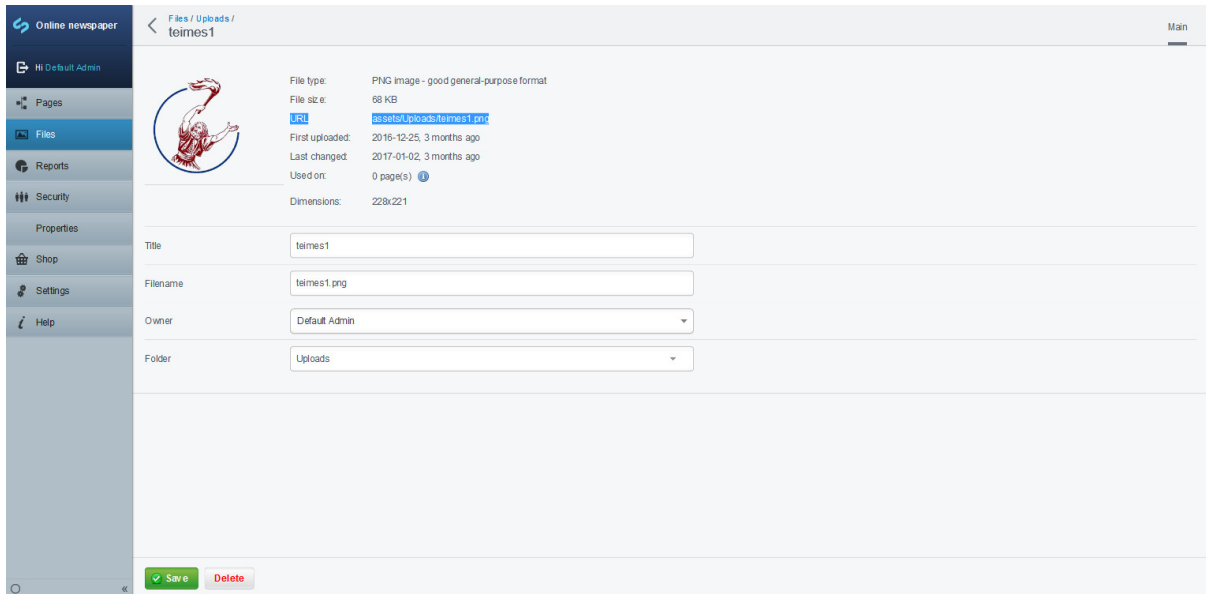 Online newspaper
Files / Uploads /
teimes1
Main
Hi Default Admin
Pages
Files
Reports
Security
Properties
Shop
Settings
Help
File type: PNG image - good general-purpose format
File size: 68 KB
URL assets/Uploads/teimes1.png
First uploaded: 2016-12-25, 3 months ago
Last changed: 2017-01-02, 3 months ago
Used on: 0 page(s)
Dimensions: 228x221
Title teimes1
Filename teimes1.png
Owner Default Admin
Folder Uploads
Save Delete
«